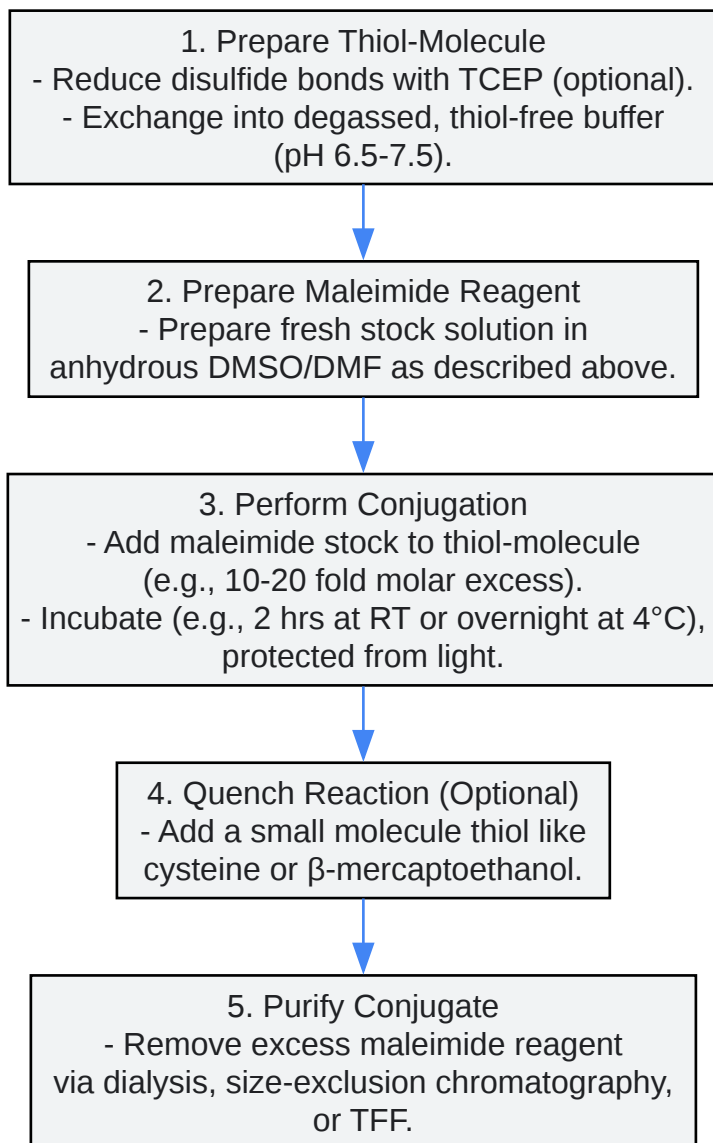 1. Prepare Thiol-Molecule
- Reduce disulfide bonds with TCEP (optional).
- Exchange into degassed, thiol-free buffer
(pH 6.5-7.5).
2. Prepare Maleimide Reagent
- Prepare fresh stock solution in
anhydrous DMSO/DMF as described above.
3. Perform Conjugation
- Add maleimide stock to thiol-molecule
(e.g., 10-20 fold molar excess).
- Incubate (e.g., 2 hrs at RT or overnight at 4°C),
protected from light.
4. Quench Reaction (Optional)
- Add a small molecule thiol like
cysteine or β-mercaptoethanol.
5. Purify Conjugate
- Remove excess maleimide reagent
via dialysis, size-exclusion chromatography,
or TFF.